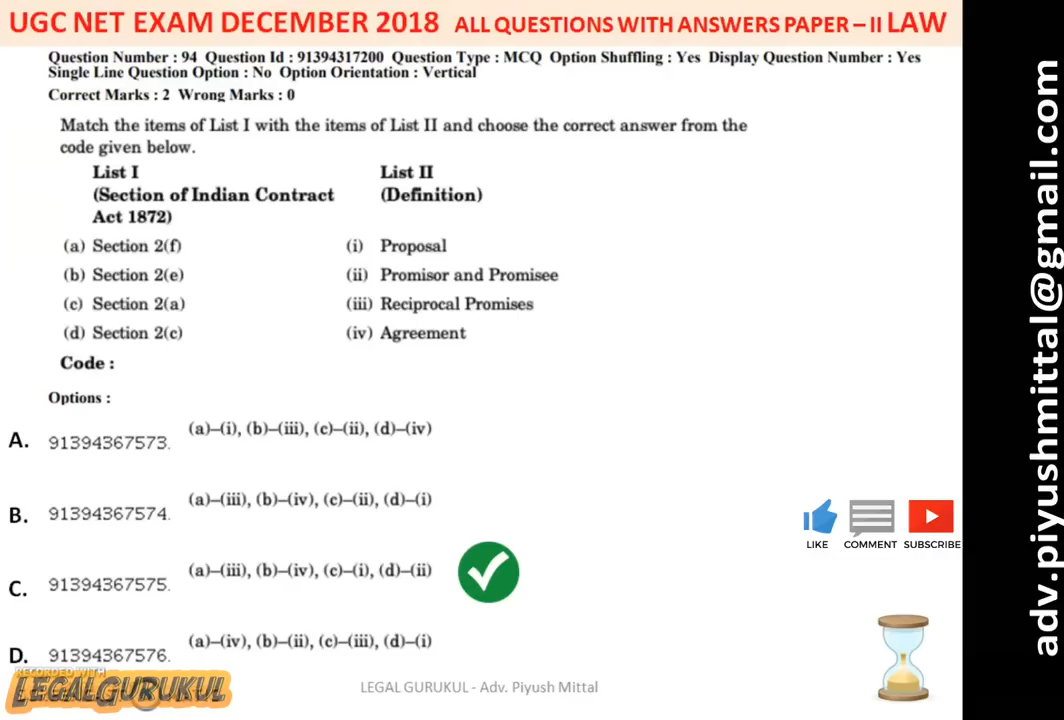 UGC NET EXAM DECEMBER 2018 ALL QUESTIONS WITH ANSWERS PAPER – II LAW
Question Number : 94 Question Id : 91394317200 Question Type : MCQ Option Shuffling : Yes Display Question Number : Yes
Single Line Question Option : No Option Orientation : Vertical
Correct Marks : 2 Wrong Marks : 0
Match the items of List I with the items of List II and choose the correct answer from the
code given below.
List I List II
(Section of Indian Contract (Definition)
Act 1872)
(a) Section 2(f) (i) Proposal
(b) Section 2(e) (ii) Promisor and Promisee
(c) Section 2(a) (iii) Reciprocal Promises
(d) Section 2(c) (iv) Agreement
Code :
Options :
A. 91394367573. (a)–(i), (b)–(iii), (c)–(ii), (d)–(iv)
B. 91394367574. (a)–(iii), (b)–(iv), (c)–(ii), (d)–(i)
C. 91394367575. (a)–(iii), (b)–(iv), (c)–(i), (d)–(ii)
D. 91394367576. (a)–(iv), (b)–(ii), (c)–(iii), (d)–(i)
LIKE COMMENT SUBSCRIBE
RECORDED WITH
LEGALGURUKUL
LEGAL GURUKUL - Adv. Piyush Mittal
adv.piyushmittal@gmail.com